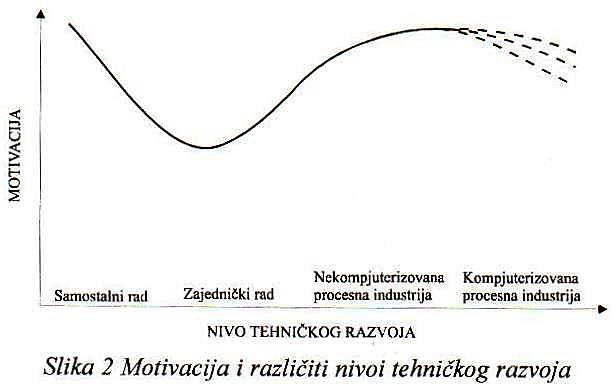 MOTIVACIJA
Samostalni rad
Zajednički rad
Nekompjuterizovana
procesna industrija
Kompjuterizovana
procesna industrija
NIVO TEHNIČKOG RAZVOJA
Slika 2 Motivacija i različiti nivoi tehničkog razvoja